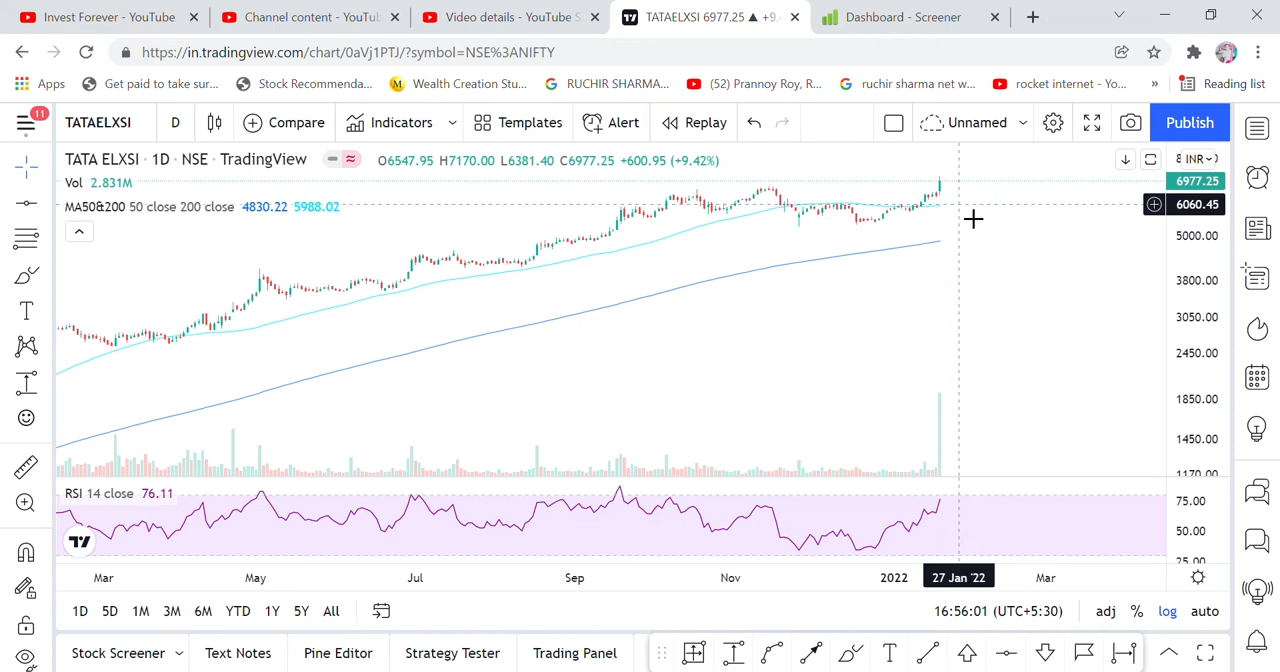 Invest Forever - YouTube
Channel content - YouTu
Video details - YouTube S
TATAELXSI 6977.25 ▲ +9.
Dashboard - Screener
https://in.tradingview.com/chart/0aVj1PTJ/?symbol=NSE%3ANIFTY
Apps
Get paid to take sur...
Stock Recommenda...
Wealth Creation Stu...
RUCHIR SHARMA...
(52) Prannoy Roy, R...
ruchir sharma net w...
rocket internet - Yo...
»
Reading list
11
TATAELXSI
D
Compare
Indicators
Templates
Alert
Replay
Unnamed
Publish
TATA ELXSI · 1D · NSE · TradingView
O6547.95 H7170.00 L6381.40 C6977.25 +600.95 (+9.42%)
INR
Vol 2.831M
6977.25
MA50&200 50 close 200 close 4830.22 5988.02
6060.45
5000.00
3800.00
3050.00
2450.00
1850.00
1450.00
1170.00
RSI 14 close 76.11
75.00
50.00
25.00
Mar
May
Jul
Sep
Nov
2022
27 Jan '22
Mar
1D 5D 1M 3M 6M YTD 1Y 5Y All
16:56:01 (UTC+5:30)
adj % log auto
Stock Screener
Text Notes
Pine Editor
Strategy Tester
Trading Panel